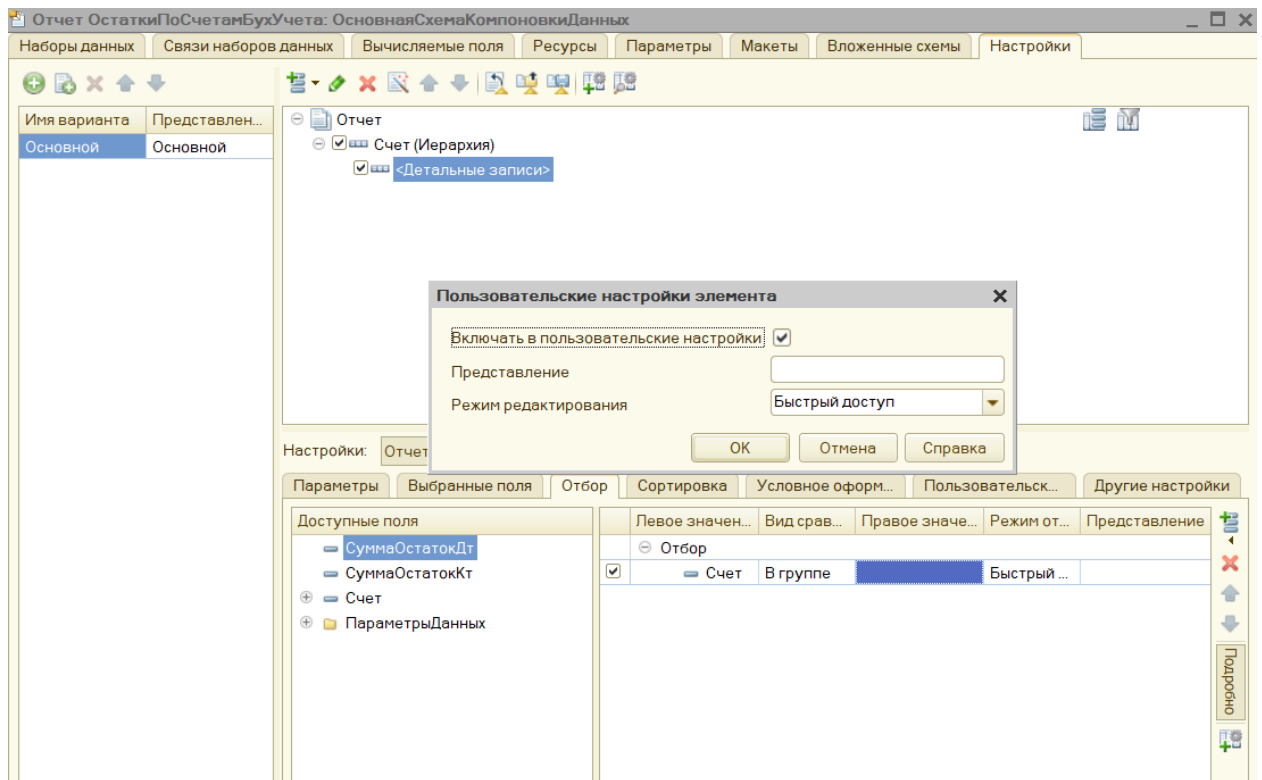 Отчет ОстаткиПоСчетамБухУчета: ОсновнаяСхемаКомпоновкиДанных
Наборы данных Связи наборов данных Вычисляемые поля Ресурсы Параметры Макеты Вложенные схемы Настройки
Имя варианта Представлен...
Основной Основной
Отчет
Счет (Иерархия)
<Детальные записи>
Пользовательские настройки элемента
Включать в пользовательские настройки
Представление
Режим редактирования Быстрый доступ
OK Отмена Справка
Настройки: Отчет
Параметры Выбранные поля Отбор Сортировка Условное оформ... Пользовательск... Другие настройки
Доступные поля Левое значен... Вид срав... Правое значе... Режим от... Представление
СуммаОстатокДт Отбор
СуммаОстатокКт Счет В группе Быстрый ...
Счет
ПараметрыДанных
Подробно